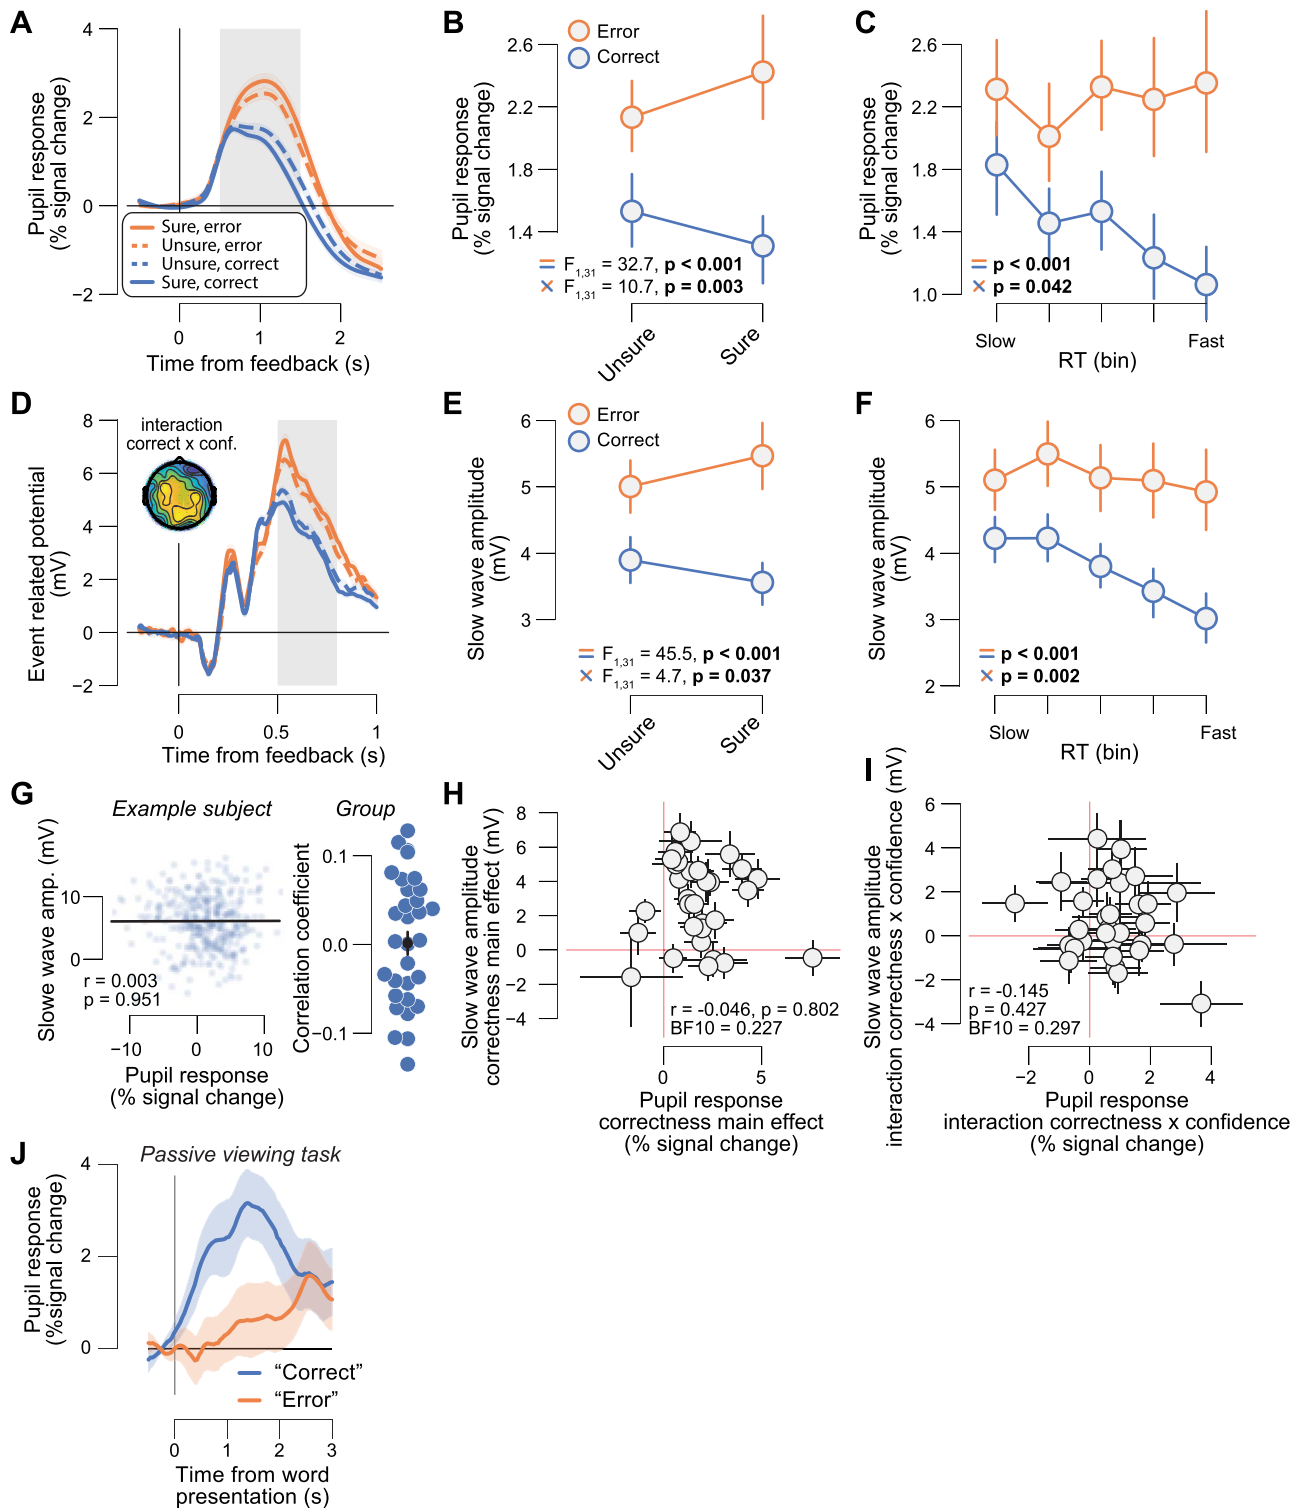 A
4
2
0
−2
Pupil response
(% signal change)
Sure, error
Unsure, error
Unsure, correct
Sure, correct
0
1
2
Time from feedback (s)
B
Error
Correct
2.6
2.2
1.8
1.4
Pupil response
(% signal change)
F1,31 = 32.7, p < 0.001
F1,31 = 10.7, p = 0.003
Unsure
Sure
C
2.6
2.2
1.8
1.4
1.0
Pupil response
(% signal change)
p < 0.001
p = 0.042
Slow
Fast
RT (bin)
D
interaction
correct x conf.
8
6
4
2
0
−2
Event related potential
(mV)
0
0.5
1
Time from feedback (s)
E
Error
Correct
6
5
4
3
Slow wave amplitude
(mV)
F1,31 = 45.5, p < 0.001
F1,31 = 4.7, p = 0.037
Unsure
Sure
F
6
5
4
3
2
Slow wave amplitude
(mV)
p < 0.001
p = 0.002
Slow
Fast
RT (bin)
G
Example subject
Slowe wave amp. (mV)
10
0
r = 0.003
p = 0.951
−10
0
10
Pupil response
(% signal change)
Group
Correlation coefficient
0.1
0.0
−0.1
H
Slow wave amplitude
correctness main effect (mV)
8
6
4
2
0
−2
−4
r = -0.046, p = 0.802
BF10 = 0.227
0
5
Pupil response
correctness main effect
(% signal change)
I
Slow wave amplitude
interaction correctness x confidence (mV)
6
4
2
0
−2
−4
r = -0.145
p = 0.427
BF10 = 0.297
−2
0
2
4
Pupil response
interaction correctness x confidence
(% signal change)
J
Passive viewing task
4
2
0
Pupil response
(%signal change)
“Correct”
“Error”
0
1
2
3
Time from word
presentation (s)